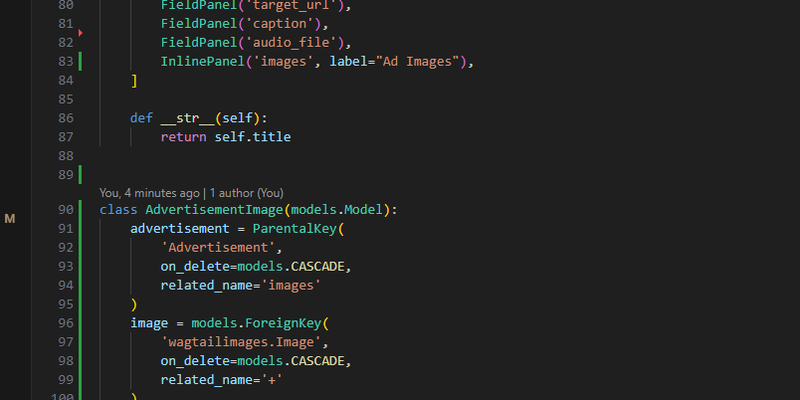 80 FieldPanel('target_url'),
81 FieldPanel('caption'),
82 FieldPanel('audio_file'),
83 InlinePanel('images', label="Ad Images"),
84 ]
85
86 def __str__(self):
87 return self.title
88
89
You, 4 minutes ago | 1 author (You)
M
90 class AdvertisementImage(models.Model):
91 advertisement = ParentalKey(
92 'Advertisement',
93 on_delete=models.CASCADE,
94 related_name='images'
95 )
96 image = models.ForeignKey(
97 'wagtailimages.Image',
98 on_delete=models.CASCADE,
99 related_name='+'
100 )